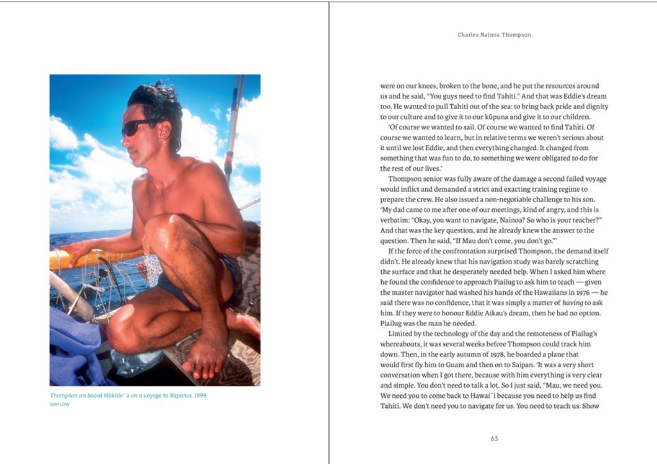 Thompson on board Hōkūleʻa on a voyage to Rapanui, 1999.
SAM LOW
Charles Nainoa Thompson
were on our knees, broken to the bone, and he put the resources around
us and he said, “You guys need to find Tahiti.” And that was Eddie’s dream
too. He wanted to pull Tahiti out of the sea: to bring back pride and dignity
to our culture and to give it to our kūpuna and give it to our children.
‘Of course we wanted to sail. Of course we wanted to find Tahiti. Of
course we wanted to learn, but in relative terms we weren’t serious about
it until we lost Eddie, and then everything changed. It changed from
something that was fun to do, to something we were obligated to do for
the rest of our lives.’
Thompson senior was fully aware of the damage a second failed voyage
would inflict and demanded a strict and exacting training regime to
prepare the crew. He also issued a non-negotiable challenge to his son.
‘My dad came to me after one of our meetings, kind of angry, and this is
verbatim: “Okay, you want to navigate, Nainoa? So who is your teacher?”
And that was the key question, and he already knew the answer to the
question. Then he said, “If Mau don’t come, you don’t go.”’
If the force of the confrontation surprised Thompson, the demand itself
didn’t. He already knew that his navigation study was barely scratching
the surface and that he desperately needed help. When I asked him where
he found the confidence to approach Piailug to ask him to teach — given
the master navigator had washed his hands of the Hawaiians in 1976 — he
said there was no confidence, that it was simply a matter of having to ask
him. If they were to honour Eddie Aikau’s dream, then he had no option.
Piailug was the man he needed.
Limited by the technology of the day and the remoteness of Piailug’s
whereabouts, it was several weeks before Thompson could track him
down. Then, in the early autumn of 1978, he boarded a plane that
would first fly him to Guam and then on to Saipan. ‘It was a very short
conversation when I got there, because with him everything is very clear
and simple. You don’t need to talk a lot. So I just said, “Mau, we need you.
We need you to come back to Hawaiʻi because you need to help us find
Tahiti. We don’t need you to navigate for us. You need to teach us. Show
63